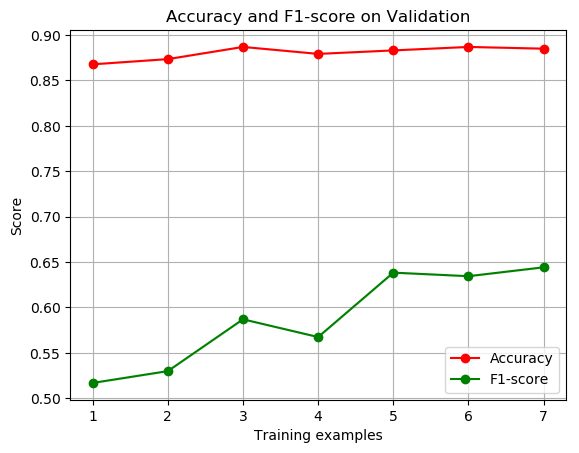 Accuracy and F1-score on Validation
0.90
0.85
0.80
0.75
0.70
0.65
0.60
0.55
0.50
Score
1 2 3 4 5 6 7
Training examples
Accuracy
F1-score